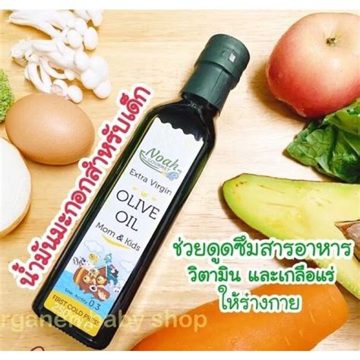 น้ำมันมะกอกสำหรับเด็ก
Noah
Extra Virgin
OLIVE
OIL
Mom & Kids
0.3
FIRST COLD PRESS
ช่วยดูดซึมสารอาหาร
วิตามิน และเกลือแร่
ให้ร่างกาย
shop